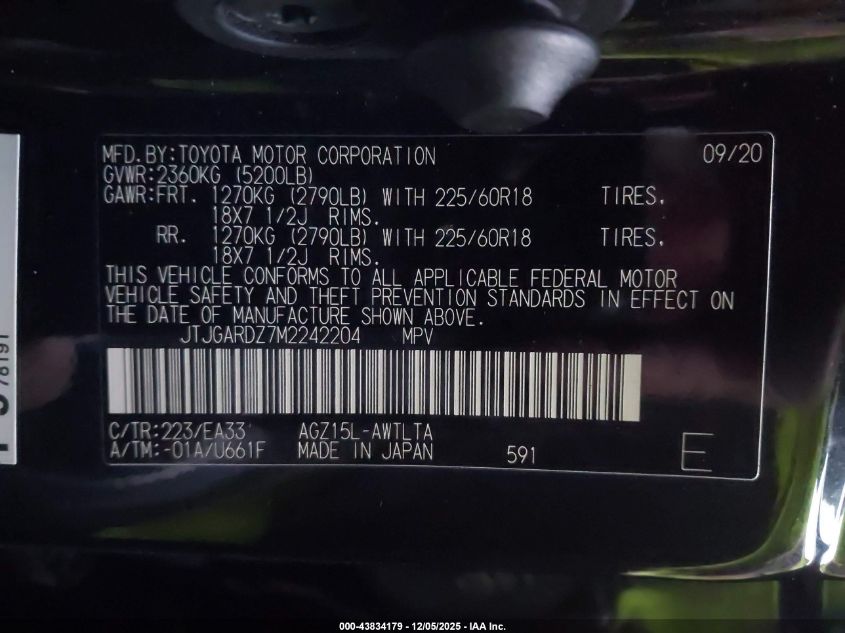 MFD.BY:TOYOTA MOTOR CORPORATION 09/20
GVWR:2360KG (5200LB)
GAWR:FRT. 1270KG (2790LB) WITH 225/60R18 TIRES,
18X7 1/2J RIMS.
RR. 1270KG (2790LB) WITH 225/60R18 TIRES,
18X7 1/2J RIMS.
THIS VEHICLE CONFORMS TO ALL APPLICABLE FEDERAL MOTOR
VEHICLE SAFETY AND THEFT PREVENTION STANDARDS IN EFFECT ON
THE DATE OF MANUFACTURE SHOWN ABOVE.
JTJGARDZ7M2242204 MPV
C/TR:223/EA33 AGZ15L-AWTLTA
A/TM:-01A/U661F MADE IN JAPAN 591 E
000-43834179 - 12/05/2025 - IAA Inc.